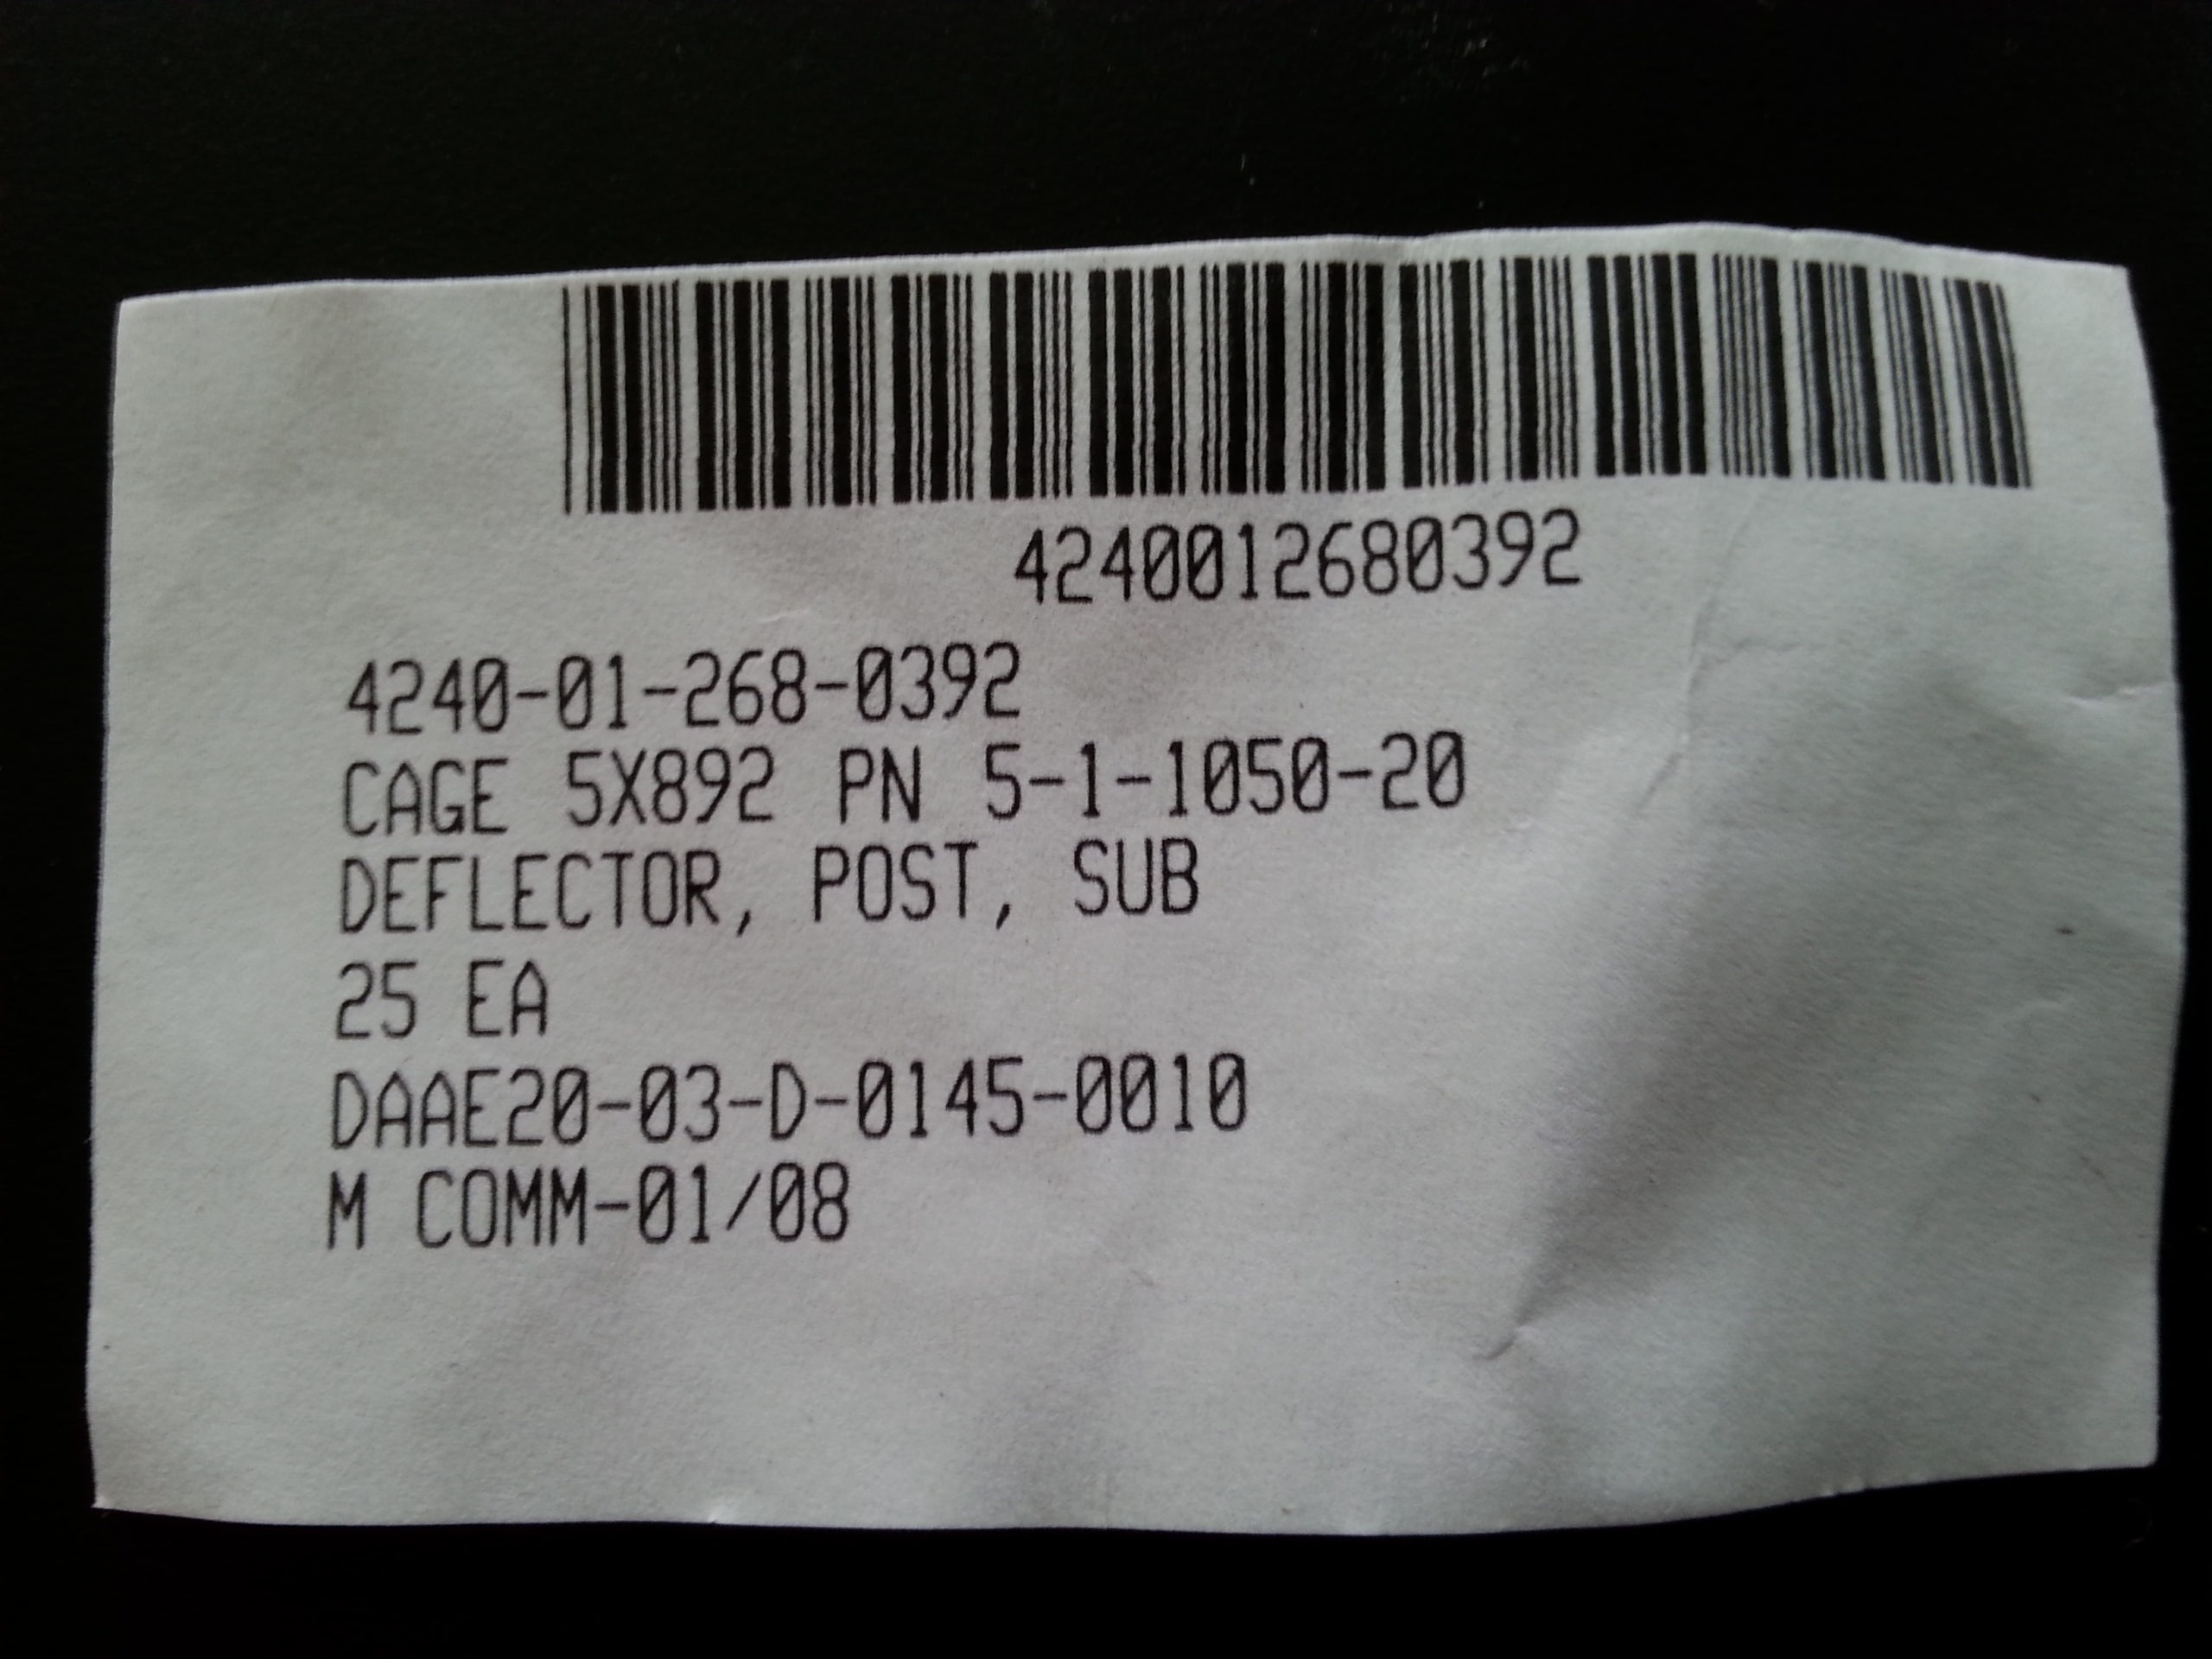 4240012680392
4240-01-268-0392
CAGE 5X892 PN 5-1-1050-20
DEFLECTOR, POST, SUB
25 EA
DAAE20-03-D-0145-0010
M COMM-01/08